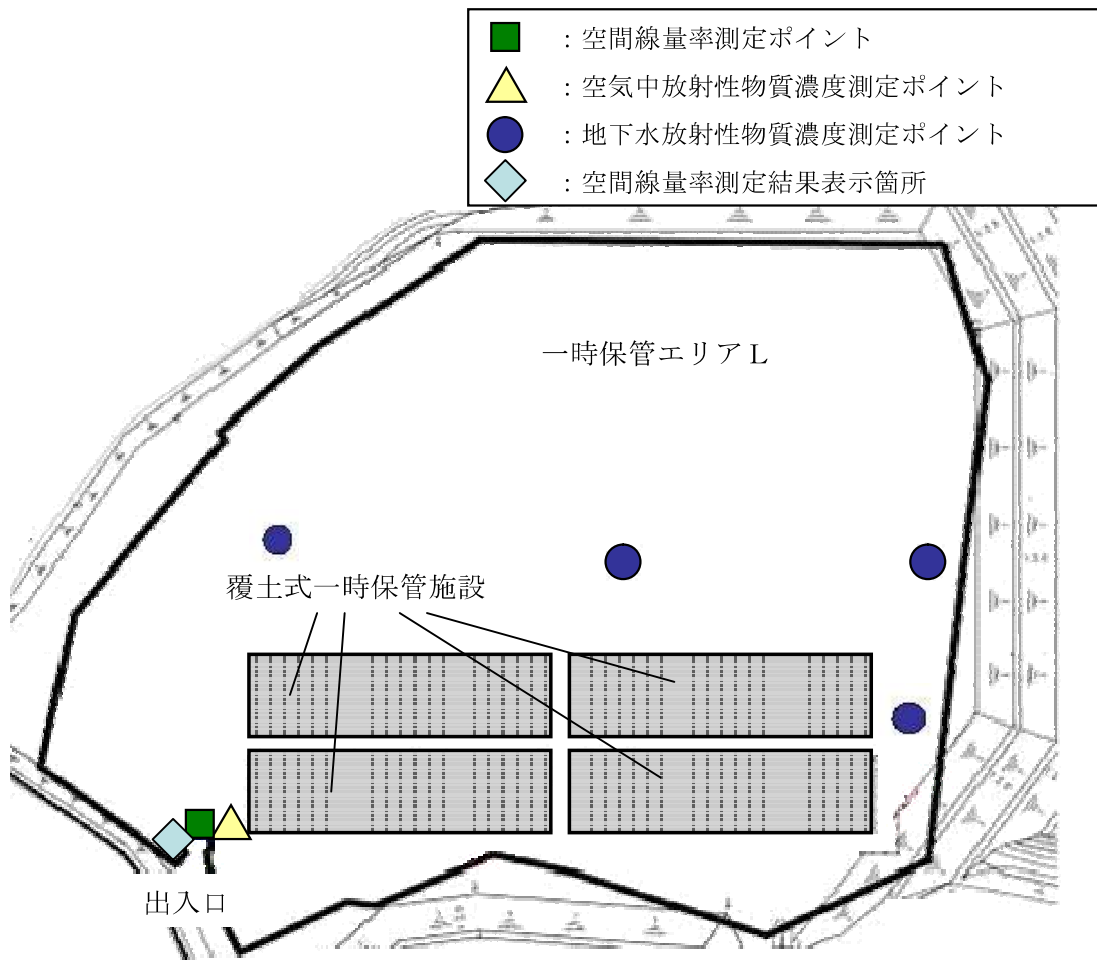 ：空間線量率測定ポイント
：空気中放射性物質濃度測定ポイント
：地下水放射性物質濃度測定ポイント
：空間線量率測定結果表示箇所
一時保管エリアL
覆土式一時保管施設
出入口